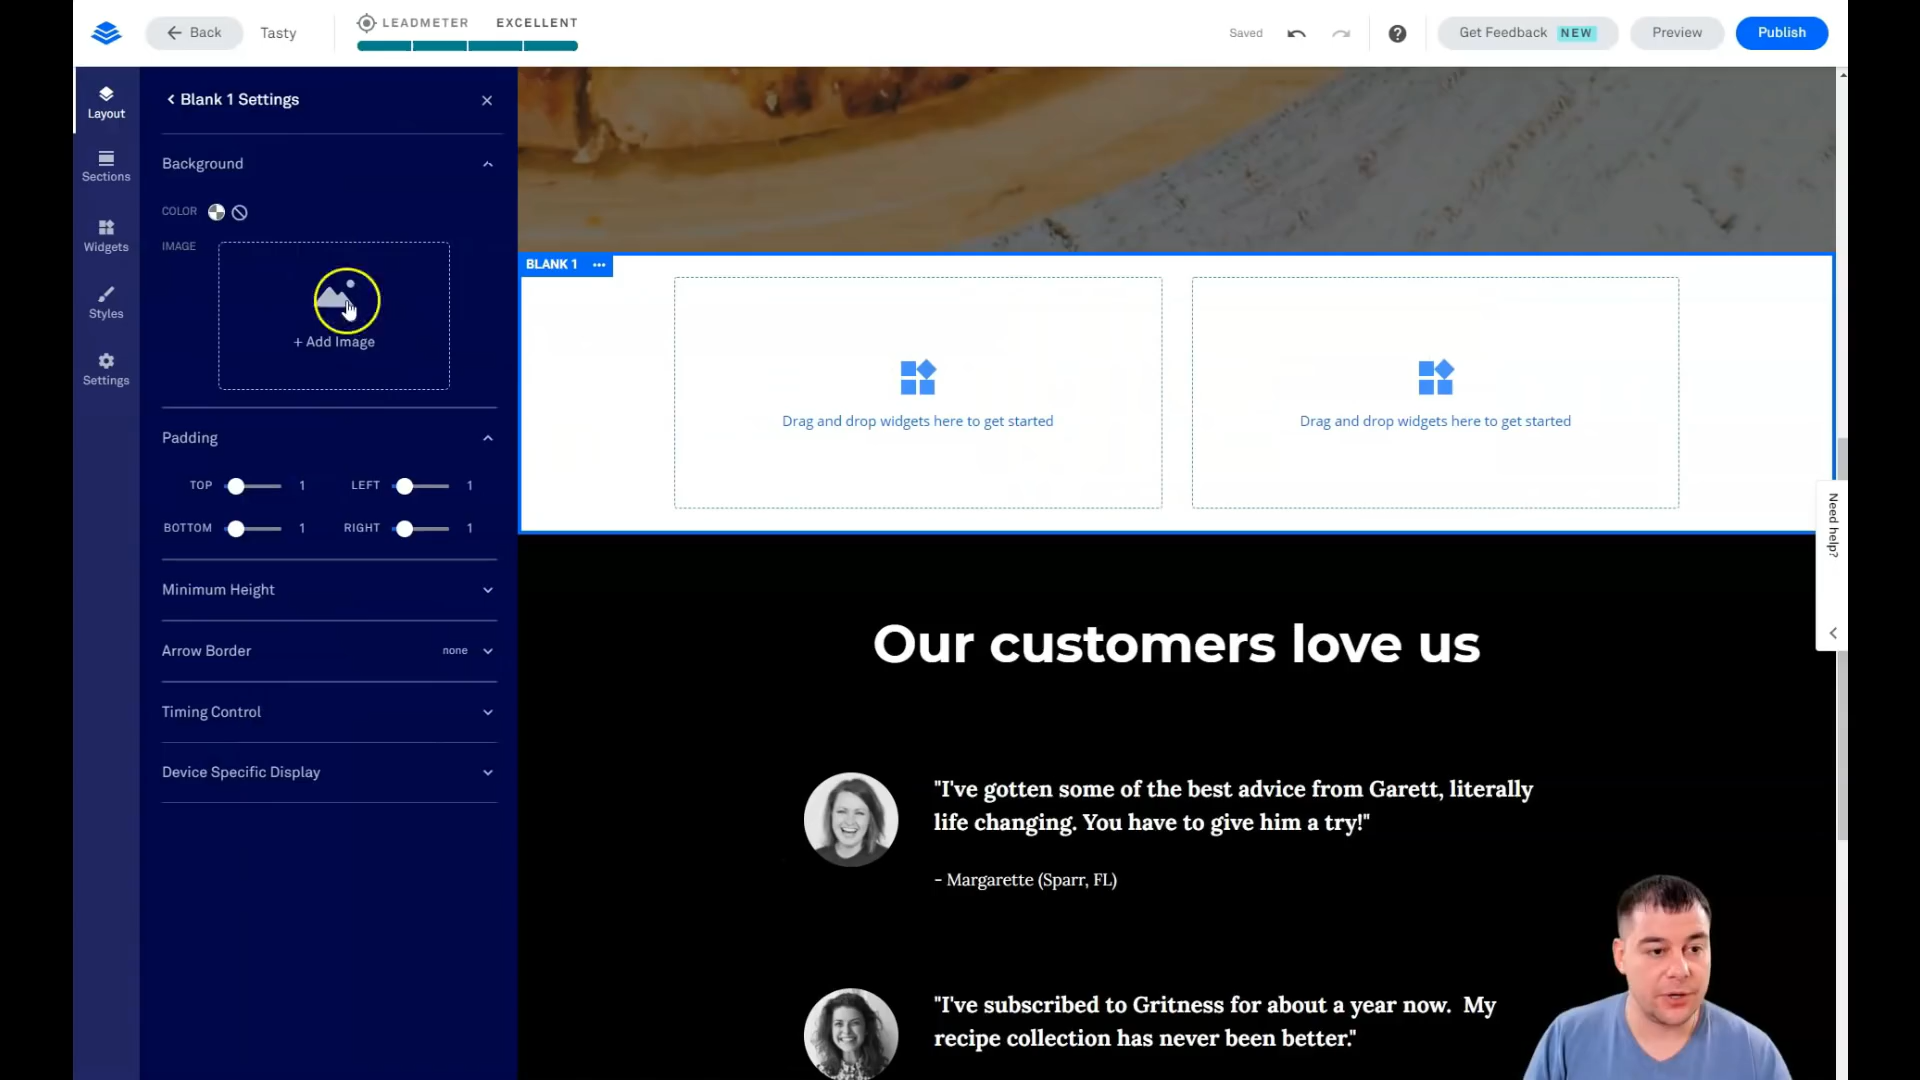 Back
Tasty
LEADMETER EXCELLENT
Saved
Get Feedback NEW
Preview
Publish
Layout
Sections
Widgets
Styles
Settings
Blank 1 Settings
Background
COLOR
IMAGE
+ Add Image
Padding
TOP 1 LEFT 1
BOTTOM 1 RIGHT 1
Minimum Height
Arrow Border none
Timing Control
Device Specific Display
BLANK 1
Drag and drop widgets here to get started
Drag and drop widgets here to get started
Need help?
Our customers love us
"I've gotten some of the best advice from Garett, literally
life changing. You have to give him a try!"
- Margarette (Sparr, FL)
"I've subscribed to Gritness for about a year now. My
recipe collection has never been better."